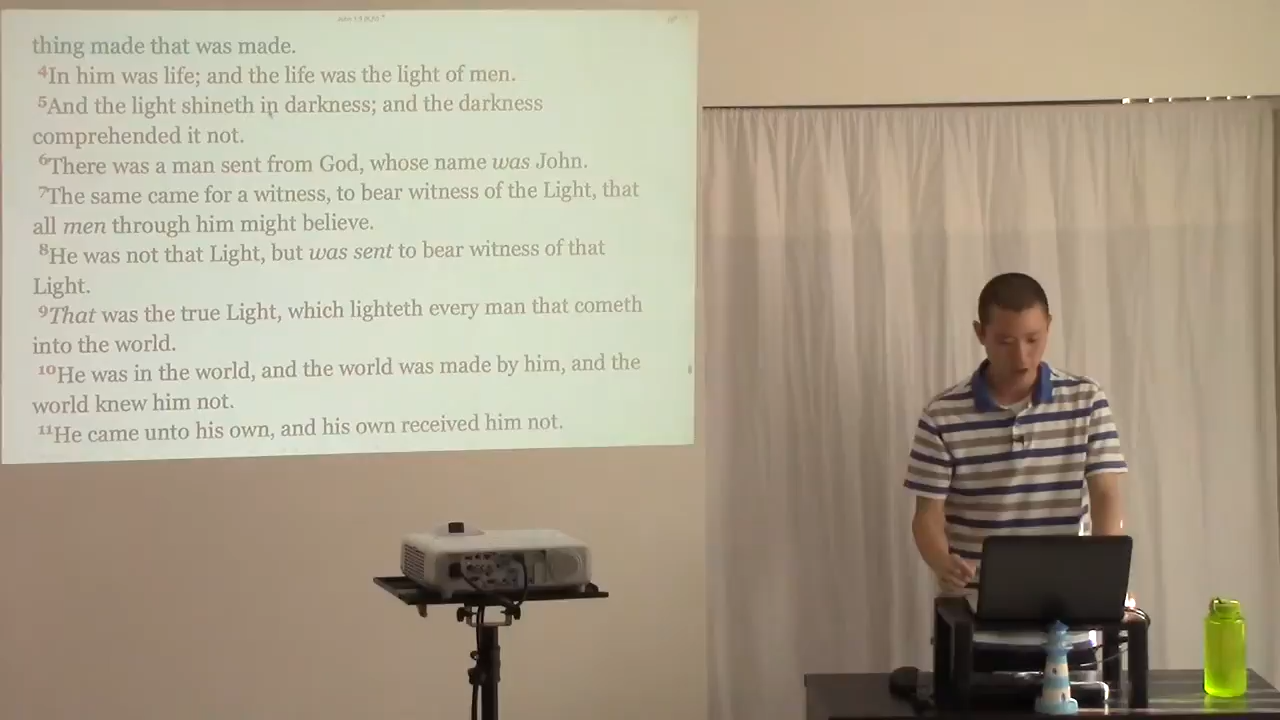 thing made that was made.
⁴In him was life; and the life was the light of men.
⁵And the light shineth in darkness; and the darkness
comprehended it not.
⁶There was a man sent from God, whose name was John.
⁷The same came for a witness, to bear witness of the Light, that
all men through him might believe.
⁸He was not that Light, but was sent to bear witness of that
Light.
⁹That was the true Light, which lighteth every man that cometh
into the world.
¹⁰He was in the world, and the world was made by him, and the
world knew him not.
¹¹He came unto his own, and his own received him not.